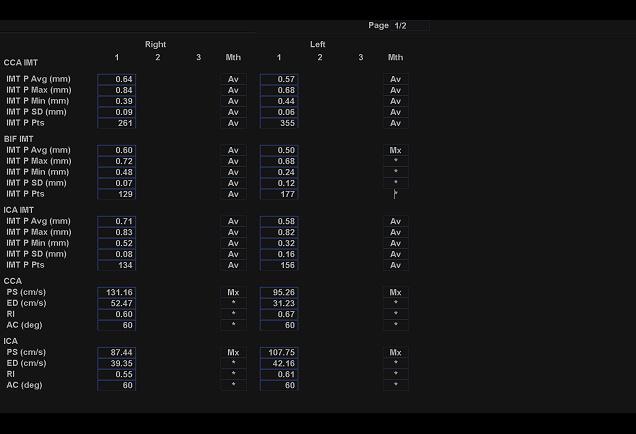 Page 1/2
Right Left
1 2 3 Mth 1 2 3 Mth
CCA IMT
IMT P Avg (mm) 0.64 Av 0.57 Av
IMT P Max (mm) 0.84 Av 0.68 Av
IMT P Min (mm) 0.39 Av 0.44 Av
IMT P SD (mm) 0.09 Av 0.06 Av
IMT P Pts 261 Av 355 Av
BIF IMT
IMT P Avg (mm) 0.60 Av 0.50 Mx
IMT P Max (mm) 0.72 Av 0.68 *
IMT P Min (mm) 0.48 Av 0.24 *
IMT P SD (mm) 0.07 Av 0.12 *
IMT P Pts 129 Av 177 *
ICA IMT
IMT P Avg (mm) 0.71 Av 0.58 Av
IMT P Max (mm) 0.83 Av 0.82 Av
IMT P Min (mm) 0.52 Av 0.32 Av
IMT P SD (mm) 0.08 Av 0.16 Av
IMT P Pts 134 Av 156 Av
CCA
PS (cm/s) 131.16 Mx 95.26 Mx
ED (cm/s) 52.47 * 31.23 *
RI 0.60 * 0.67 *
AC (deg) 60 * 60 *
ICA
PS (cm/s) 87.44 Mx 107.75 Mx
ED (cm/s) 39.35 * 42.16 *
RI 0.55 * 0.61 *
AC (deg) 60 * 60 *